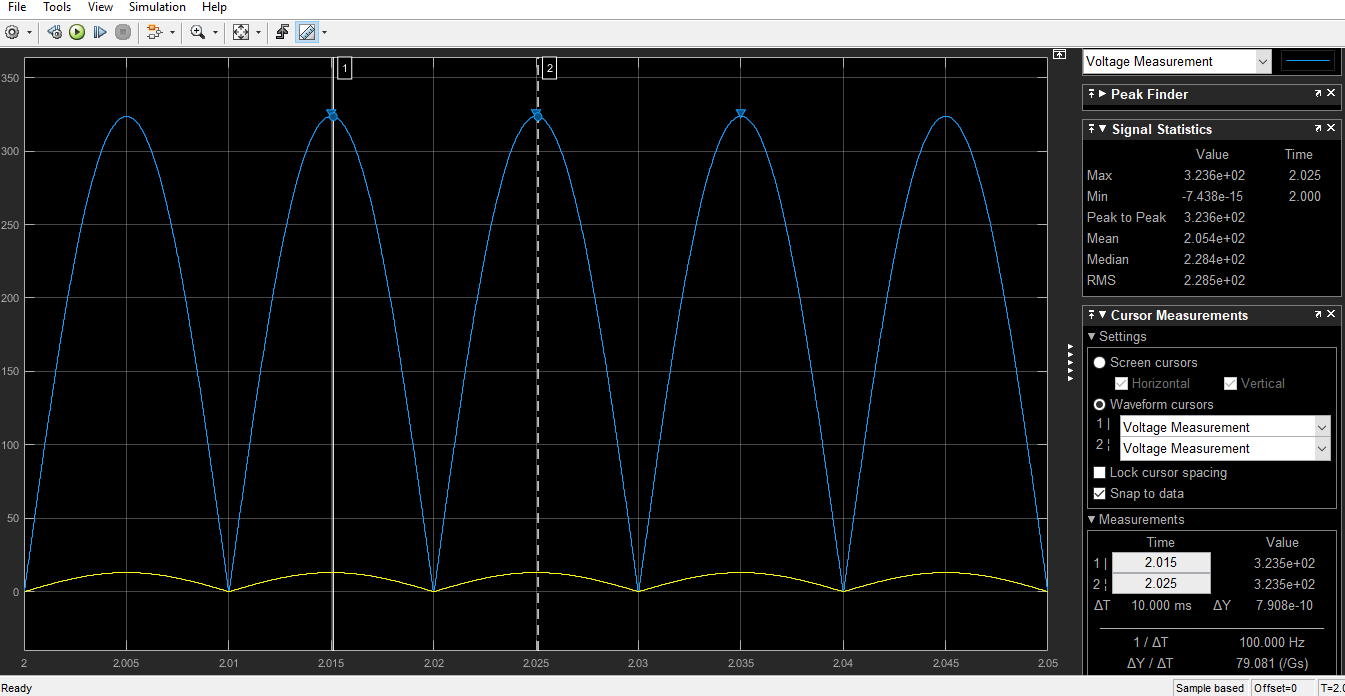 File Tools View Simulation Help
1
2
350
300
250
200
150
100
50
0
2 2.005 2.01 2.015 2.02 2.025 2.03 2.035 2.04 2.045 2.05
Voltage Measurement
Peak Finder
Signal Statistics
Value Time
Max 3.236e+02 2.025
Min -7.438e-15 2.000
Peak to Peak 3.236e+02
Mean 2.054e+02
Median 2.284e+02
RMS 2.285e+02
Cursor Measurements
Settings
Screen cursors
Horizontal Vertical
Waveform cursors
1 | Voltage Measurement
2 ¦ Voltage Measurement
Lock cursor spacing
Snap to data
Measurements
Time Value
1 | 2.015 3.235e+02
2 ¦ 2.025 3.235e+02
ΔT 10.000 ms ΔY 7.908e-10
1 / ΔT 100.000 Hz
ΔY / ΔT 79.081 (/Gs)
Ready Sample based Offset=0 T=2.0